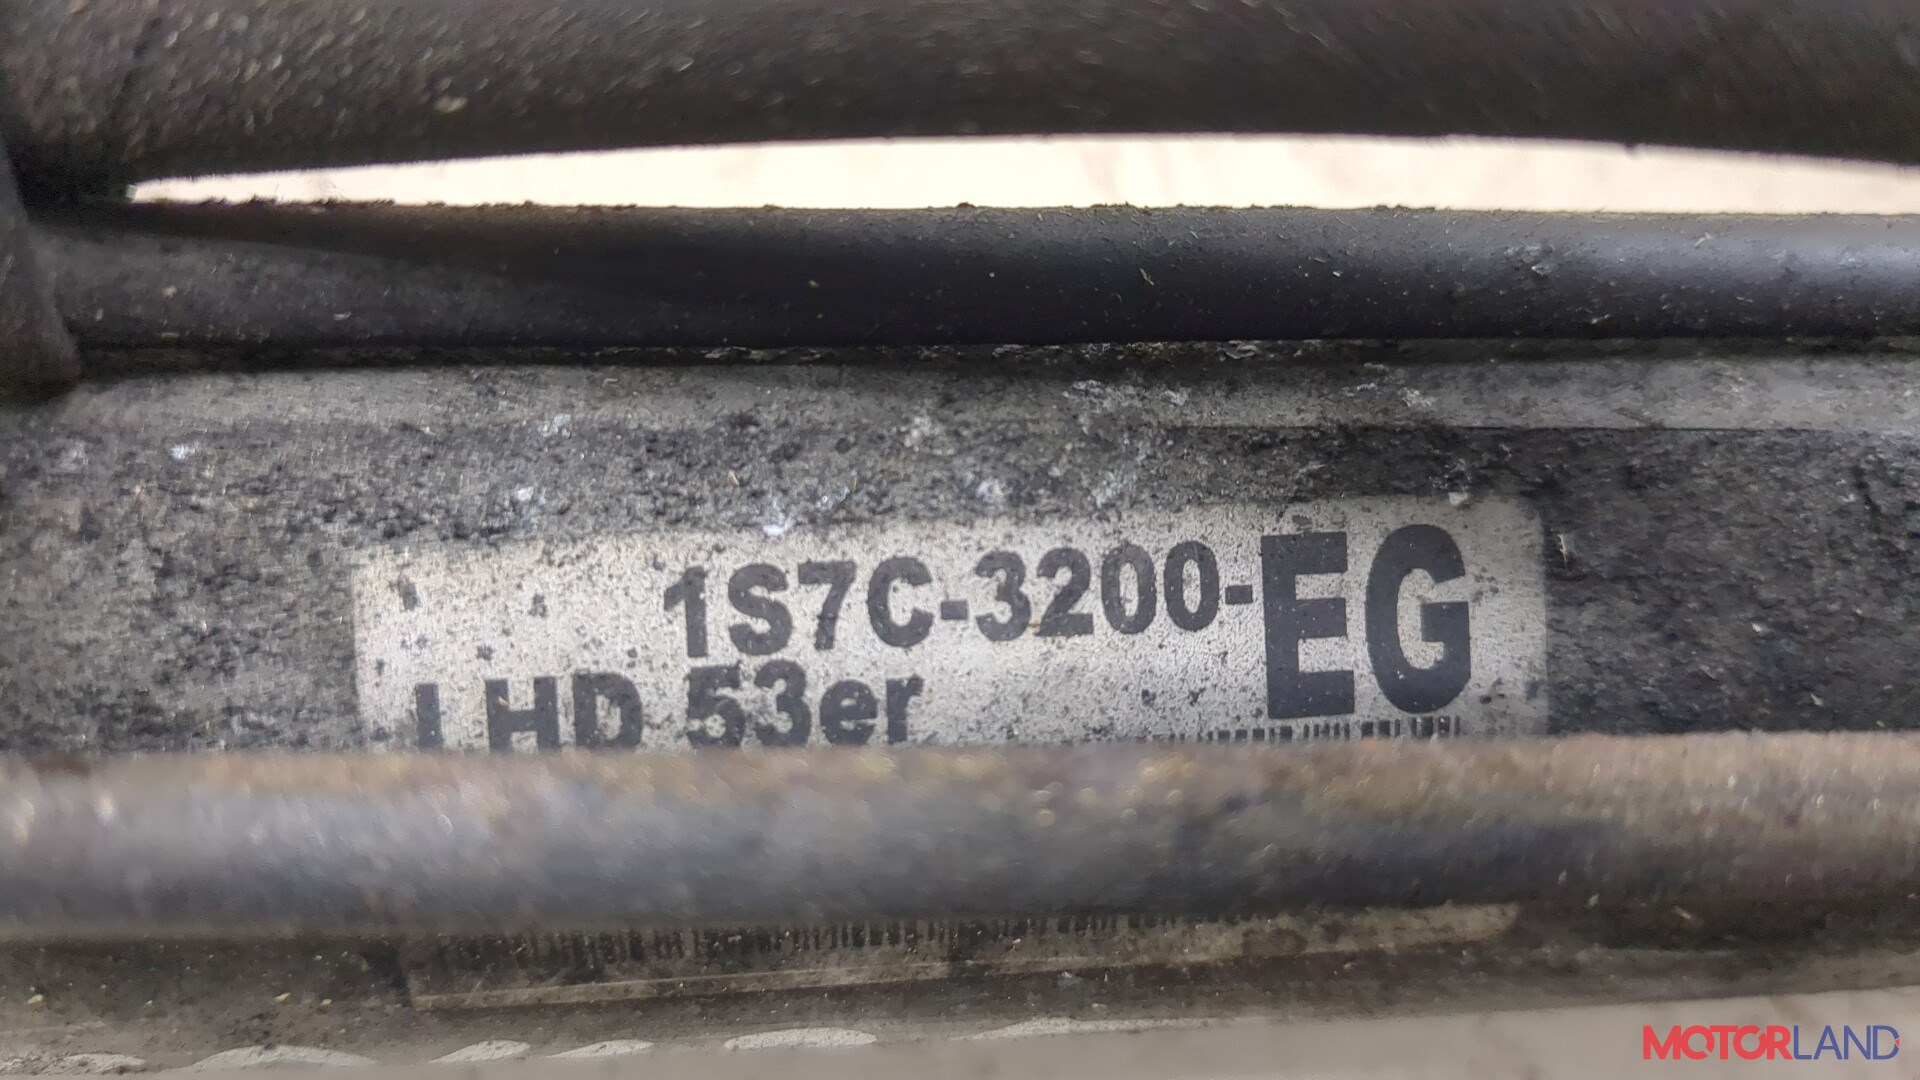 1S7C-3200-EG
LHD 53er
MOTORLAND